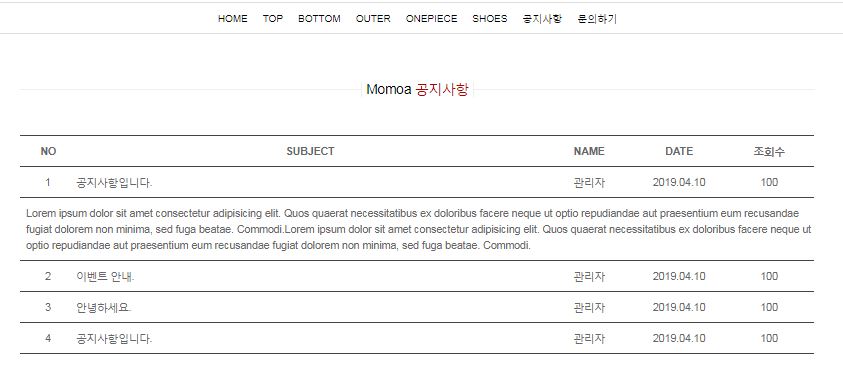 HOME TOP BOTTOM OUTER ONEPIECE SHOES 공지사항 문의하기
Momoa 공지사항
NO SUBJECT NAME DATE 조회수
1 공지사항입니다. 관리자 2019.04.10 100
Lorem ipsum dolor sit amet consectetur adipisicing elit. Quos quaerat necessitatibus ex doloribus facere neque ut optio repudiandae aut praesentium eum recusandae
fugiat dolorem non minima, sed fuga beatae. Commodi.Lorem ipsum dolor sit amet consectetur adipisicing elit. Quos quaerat necessitatibus ex doloribus facere neque ut
optio repudiandae aut praesentium eum recusandae fugiat dolorem non minima, sed fuga beatae. Commodi.
2 이벤트 안내. 관리자 2019.04.10 100
3 안녕하세요. 관리자 2019.04.10 100
4 공지사항입니다. 관리자 2019.04.10 100